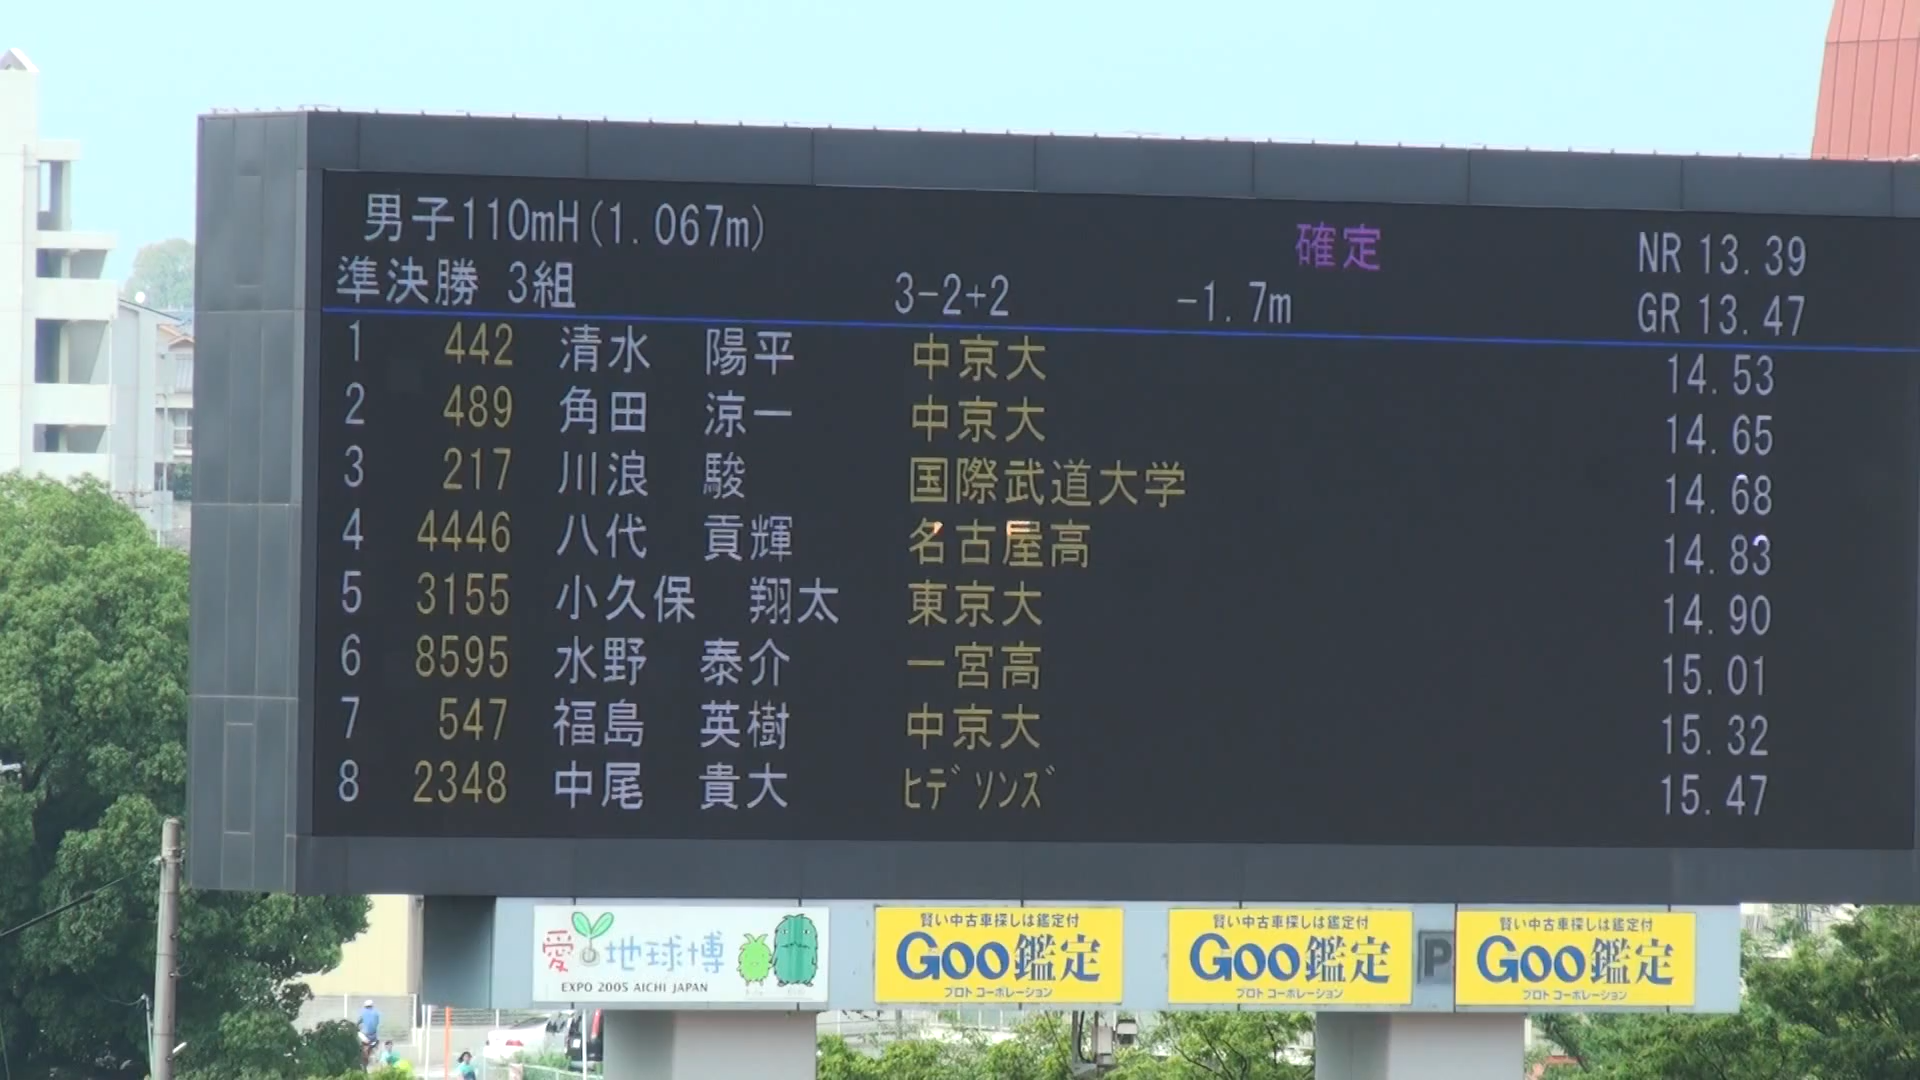 男子110mH(1.067m) 確定 NR 13.39
準決勝 3組 3-2+2 -1.7m GR 13.47
1 442 清水 陽平 中京大 14.53
2 489 角田 涼一 中京大 14.65
3 217 川浪 駿 国際武道大学 14.68
4 4446 八代 貢輝 名古屋高 14.83
5 3155 小久保 翔太 東京大 14.90
6 8595 水野 泰介 一宮高 15.01
7 547 福島 英樹 中京大 15.32
8 2348 中尾 貴大 ﾋﾃﾞｿﾝｽﾞ 15.47
愛・地球博
EXPO 2005 AICHI JAPAN
賢い中古車探しは鑑定付
Goo鑑定
プロトコーポレーション
賢い中古車探しは鑑定付
Goo鑑定
プロトコーポレーション
P
賢い中古車探しは鑑定付
Goo鑑定
プロトコーポレーション